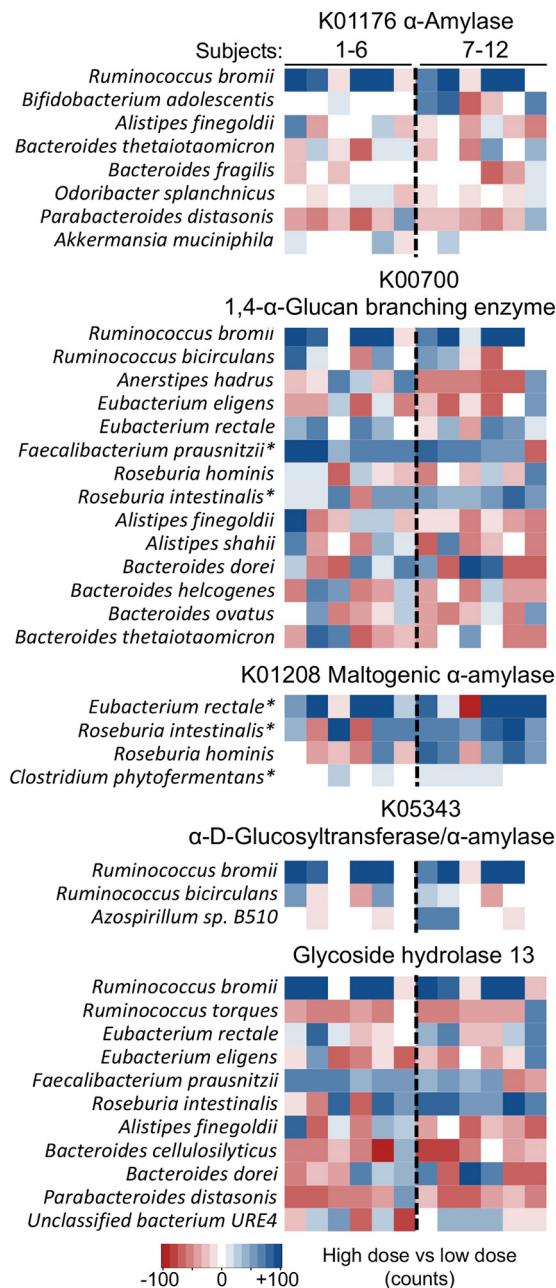 K01176 α-Amylase
Subjects: 1-6 7-12
Ruminococcus bromii
Bifidobacterium adolescentis
Alistipes finegoldii
Bacteroides thetaiotaomicron
Bacteroides fragilis
Odoribacter splanchnicus
Parabacteroides distasonis
Akkermansia muciniphila
K00700
1,4-α-Glucan branching enzyme
Ruminococcus bromii
Ruminococcus bicirculans
Anerstipes hadrus
Eubacterium eligens
Eubacterium rectale
Faecalibacterium prausnitzii*
Roseburia hominis
Roseburia intestinalis*
Alistipes finegoldii
Alistipes shahii
Bacteroides dorei
Bacteroides helcogenes
Bacteroides ovatus
Bacteroides thetaiotaomicron
K01208 Maltogenic α-amylase
Eubacterium rectale*
Roseburia intestinalis*
Roseburia hominis
Clostridium phytofermentans*
K05343
α-D-Glucosyltransferase/α-amylase
Ruminococcus bromii
Ruminococcus bicirculans
Azospirillum sp. B510
Glycoside hydrolase 13
Ruminococcus bromii
Ruminococcus torques
Eubacterium rectale
Eubacterium eligens
Faecalibacterium prausnitzii
Roseburia intestinalis
Alistipes finegoldii
Bacteroides cellulosilyticus
Bacteroides dorei
Parabacteroides distasonis
Unclassified bacterium URE4
-100 0 +100
High dose vs low dose
(counts)